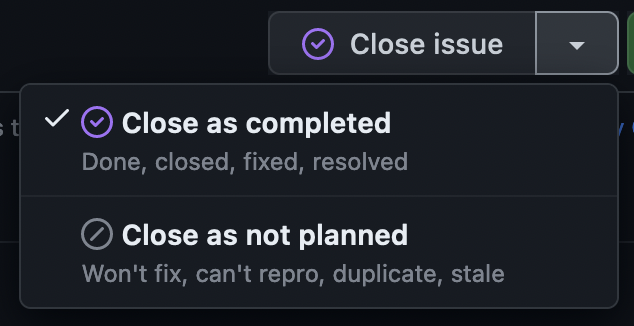 Close issue
Close as completed
Done, closed, fixed, resolved
Close as not planned
Won't fix, can't repro, duplicate, stale